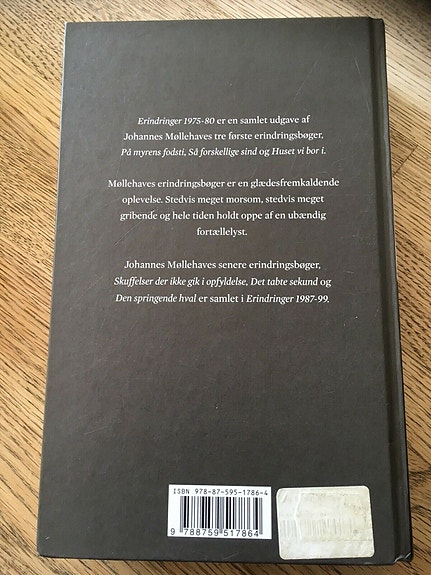 Erindringer 1975-80 er en samlet udgave af
Johannes Møllehaves tre første erindringsbøger,
På myrens fodsti, Så forskellige sind og Huset vi bor i.
Møllehaves erindringsbøger er en glædesfremkaldende
oplevelse. Stedvis meget morsom, stedvis meget
gribende og hele tiden holdt oppe af en ubændig
fortællelyst.
Johannes Møllehaves senere erindringsbøger,
Skuffelser der ikke gik i opfyldelse, Det tabte sekund og
Den springende hval er samlet i Erindringer 1987-99.
ISBN 978-87-595-1786-4
9 788759 517864